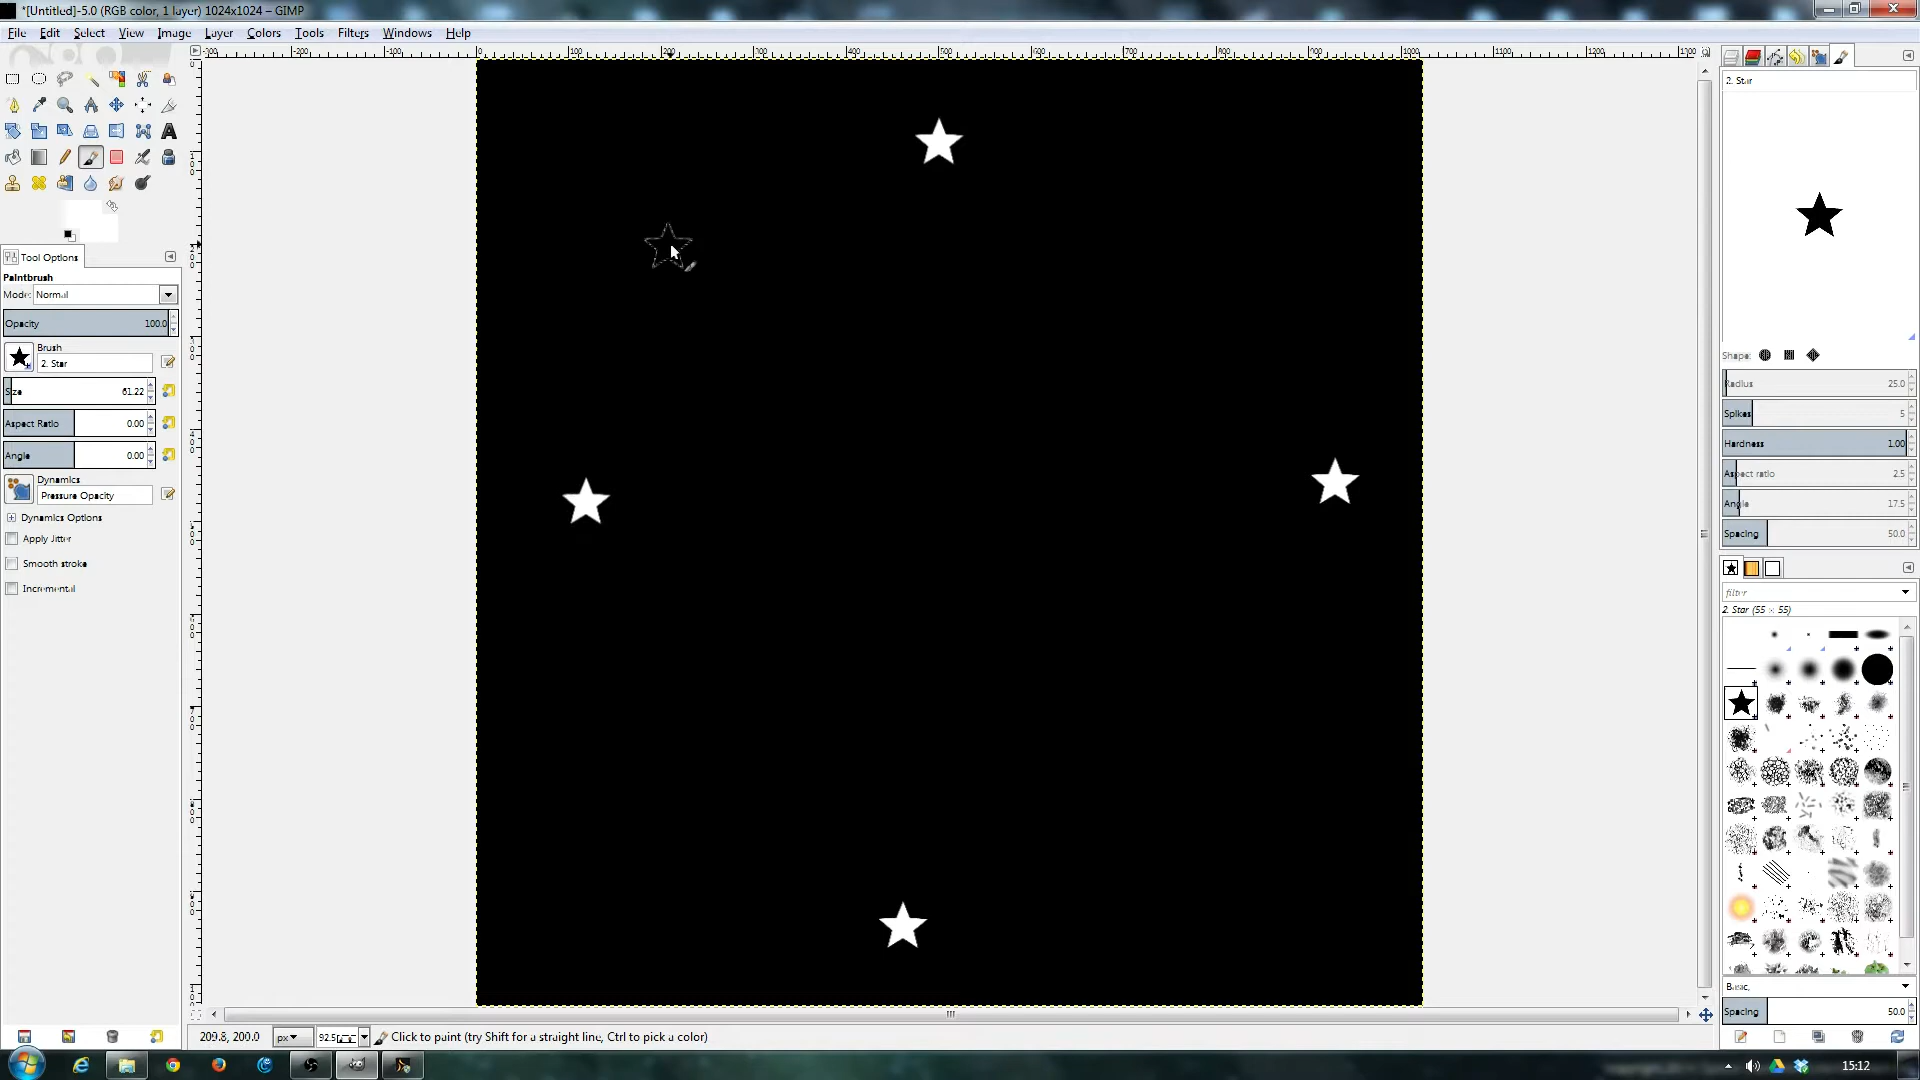 *[Untitled]-5.0 (RGB color, 1 layer) 1024x1024 – GIMP
File Edit Select View Image Layer Colors Tools Filters Windows Help
2. Star
Tool Options
Paintbrush
Mode: Normal
Opacity 100.0
Brush
2. Star
Size 61.22
Aspect Ratio 0.00
Angle 0.00
Dynamics
Pressure Opacity
Dynamics Options
Apply Jitter
Smooth stroke
Incremental
Shape:
Radius 25.0
Spikes 5
Hardness 1.00
Aspect ratio 2.5
Angle 17.5
Spacing 50.0
filter
2. Star (55 × 55)
Basic,
Spacing 50.0
209.8, 200.0 px Click to paint (try Shift for a straight line, Ctrl to pick a color)
15:12